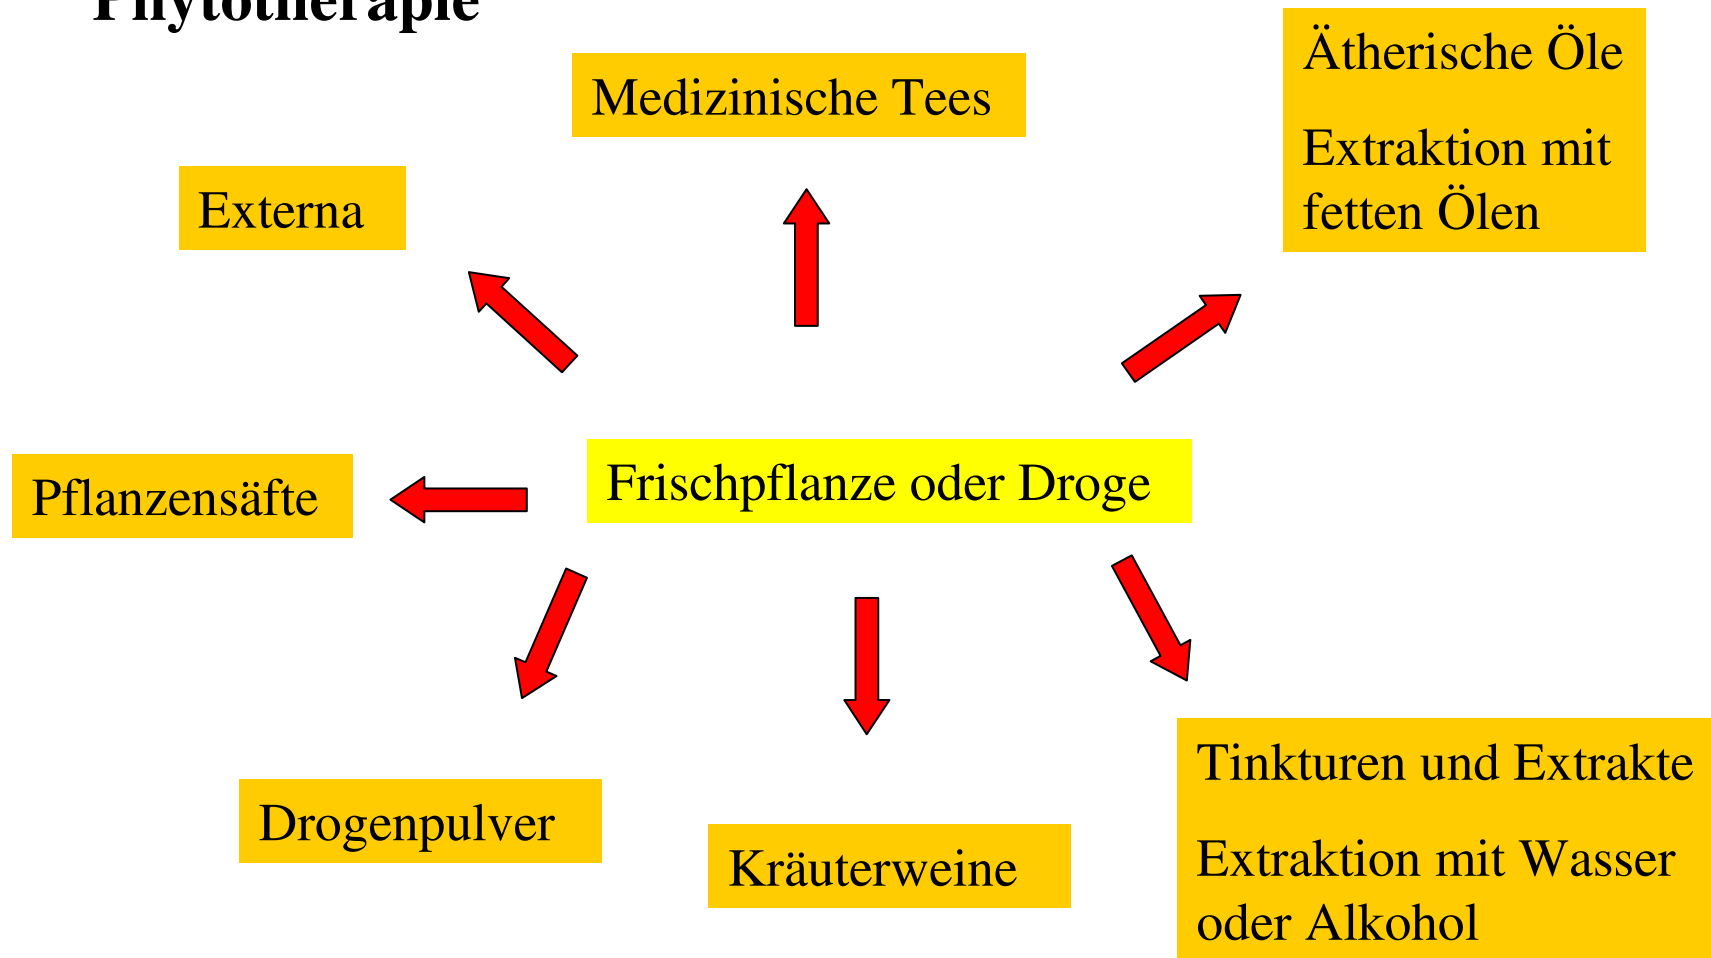 Phytotherapie
Medizinische Tees
Ätherische Öle
Extraktion mit
fetten Ölen
Externa
Frischpflanze oder Droge
Pflanzensäfte
Drogenpulver
Kräuterweine
Tinkturen und Extrakte
Extraktion mit Wasser
oder Alkohol